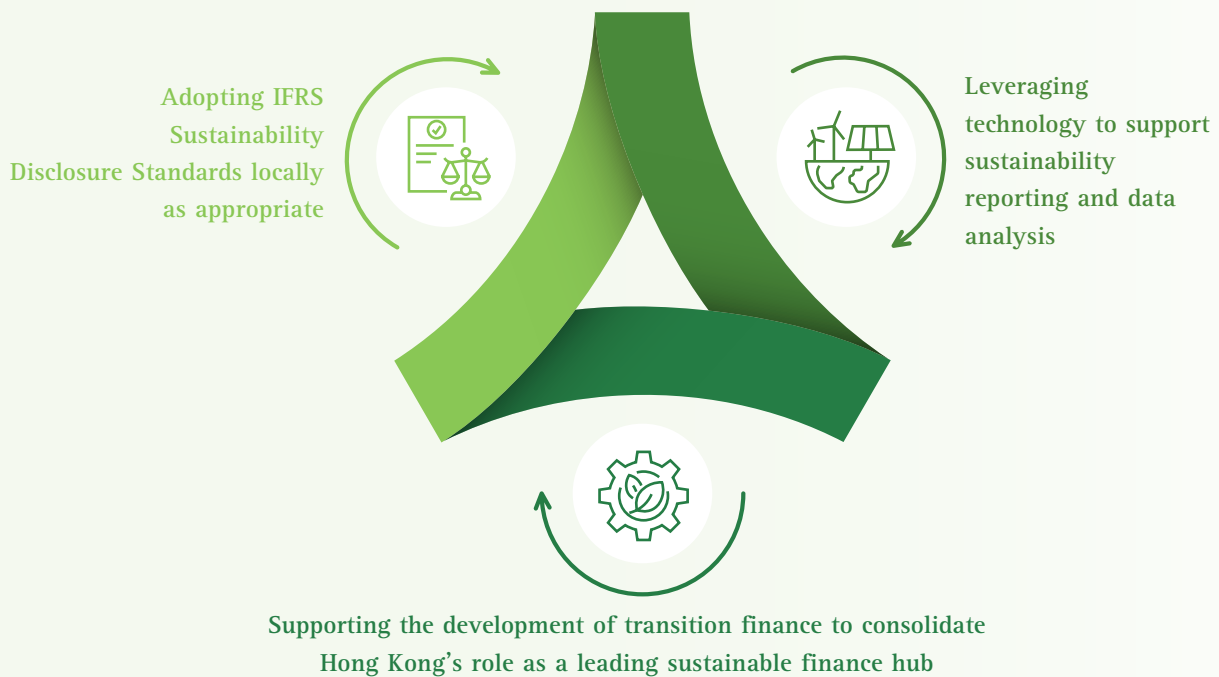 Adopting IFRS
Sustainability
Disclosure Standards locally
as appropriate
Leveraging
technology to support
sustainability
reporting and data
analysis
Supporting the development of transition finance to consolidate
Hong Kong’s role as a leading sustainable finance hub